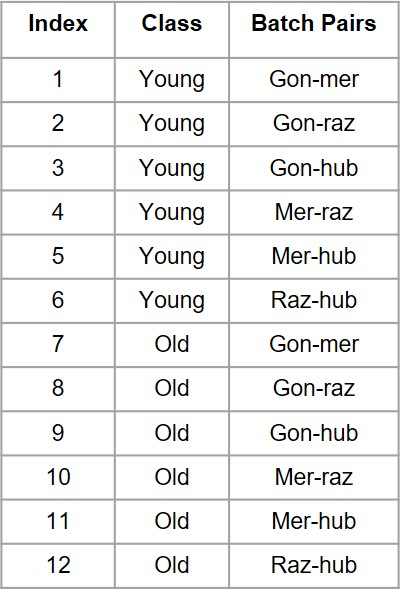 Index Class Batch Pairs
1 Young Gon-mer
2 Young Gon-raz
3 Young Gon-hub
4 Young Mer-raz
5 Young Mer-hub
6 Young Raz-hub
7 Old Gon-mer
8 Old Gon-raz
9 Old Gon-hub
10 Old Mer-raz
11 Old Mer-hub
12 Old Raz-hub